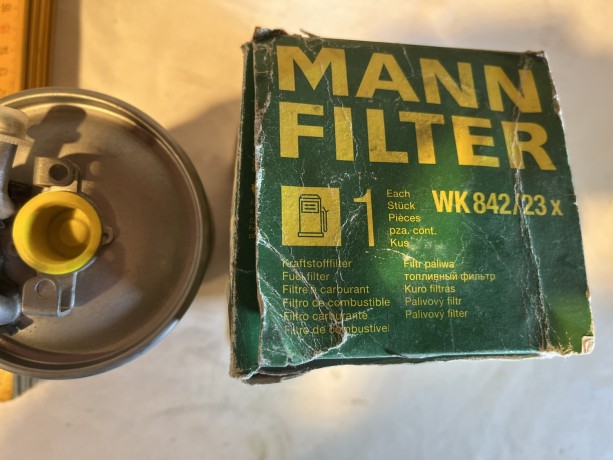 MANN
FILTER
1
Each
Stück
Pièces
pza.-cont.
Kus
WK 842/23 x
Kraftstofffilter
Fuel filter
Filtre à carburant
Filtro de combustible
Filtro carburante
Filtro de combustível
Filtr paliwa
топливный фильтр
Kuro filtras
Palivový filtr
Palivový filter